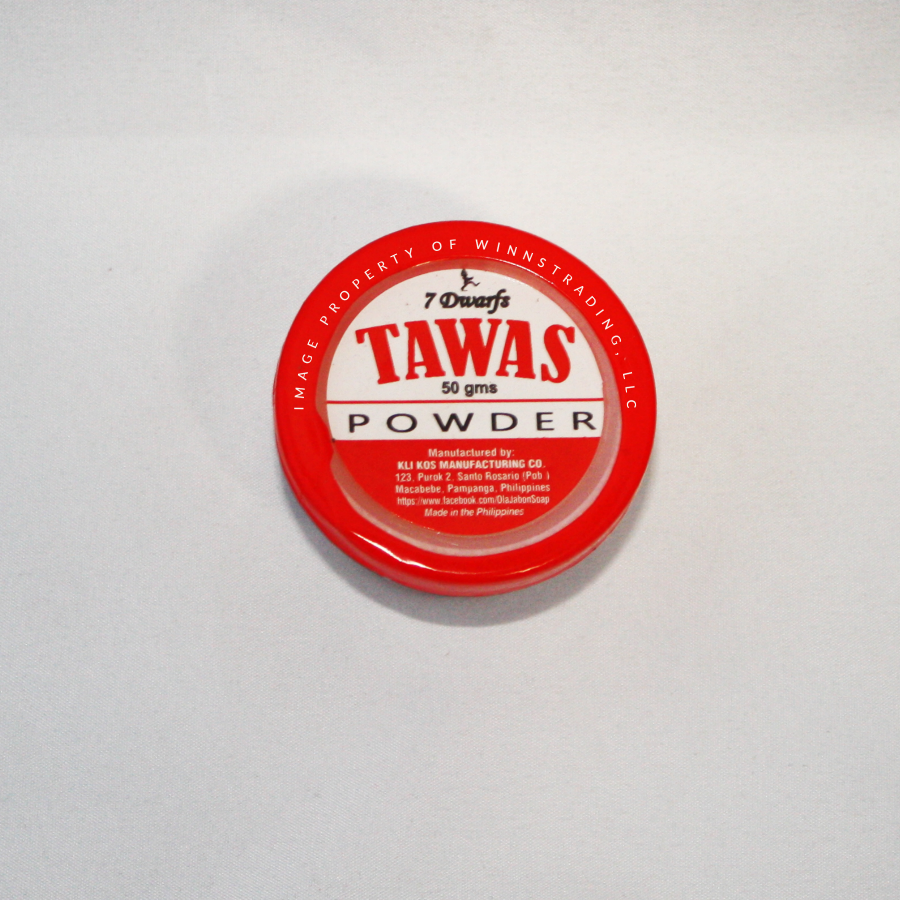 IMAGE PROPERTY OF WINNSTRADING, LLC
7 Dwarfs
TAWAS
50 gms
POWDER
Manufactured by:
KLI KOS MANUFACTURING CO.
123, Purok 2, Santo Rosario (Pob.)
Macabebe, Pampanga, Philippines
https://www.facebook.com/DlaJabonSoap
Made in the Philippines